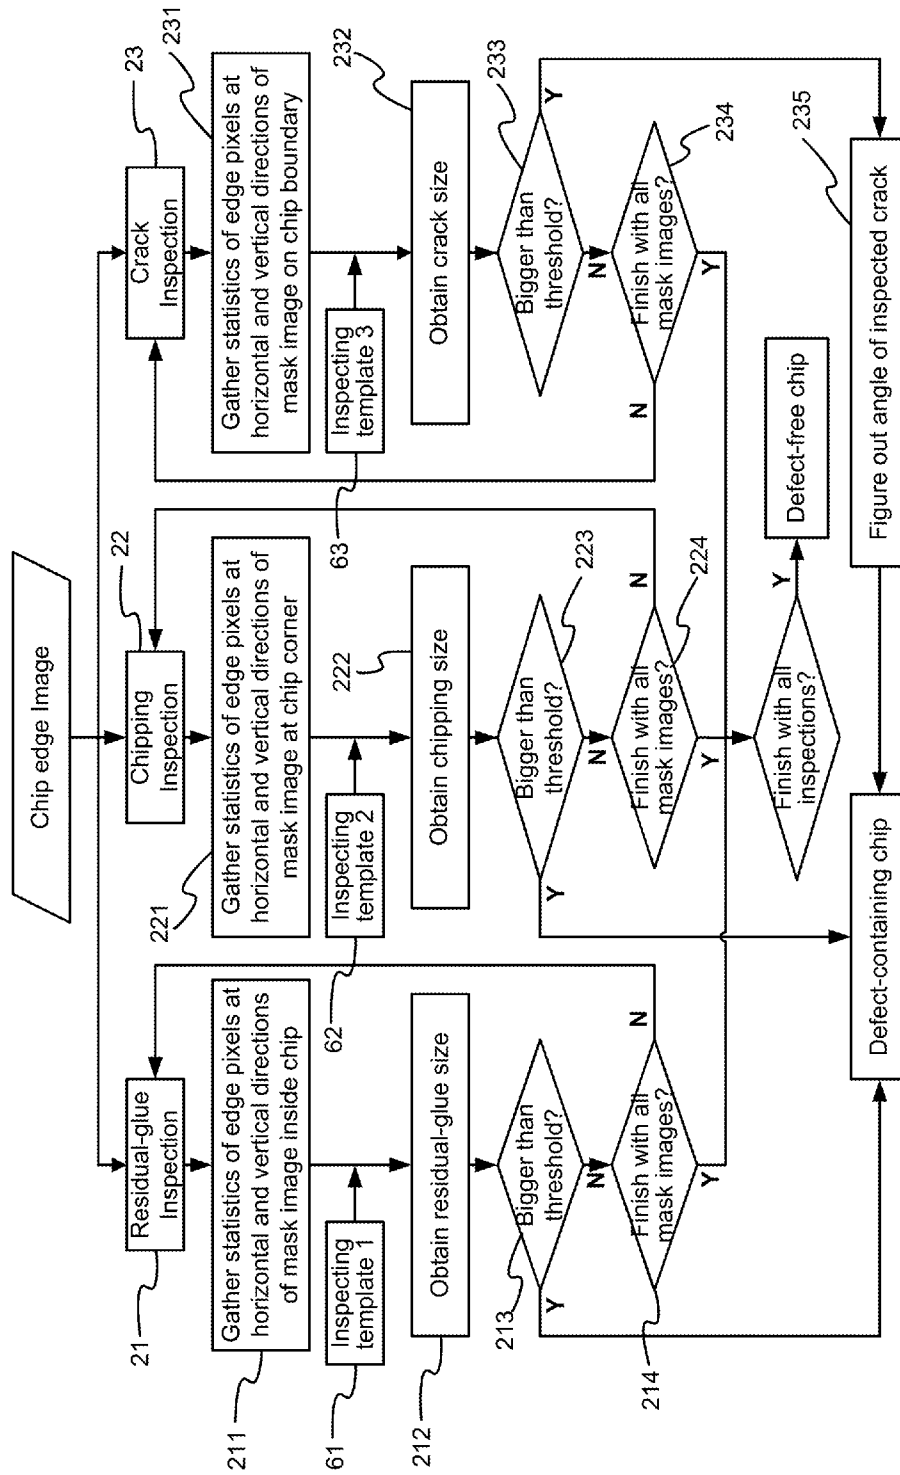 Chip edge Image
21
Residual-glue
Inspection
22
Chipping
Inspection
23
Crack
Inspection
211
Gather statistics of edge pixels at
horizontal and vertical directions
of mask image inside chip
221
Gather statistics of edge pixels at
horizontal and vertical directions of
mask image at chip corner
231
Gather statistics of edge pixels at
horizontal and vertical directions of
mask image on chip boundary
61
Inspecting
template 1
62
Inspecting
template 2
63
Inspecting
template 3
212
Obtain residual-glue size
222
Obtain chipping size
232
Obtain crack size
213
Bigger than
threshold?
Y
N
223
Bigger than
threshold?
Y
N
233
Bigger than
threshold?
Y
N
214
Finish with all
mask images?
N
Y
224
Finish with all
mask images?
N
Y
234
Finish with all
mask images?
N
Y
Finish with all
inspections?
Y
Defect-free chip
Defect-containing chip
235
Figure out angle of inspected crack